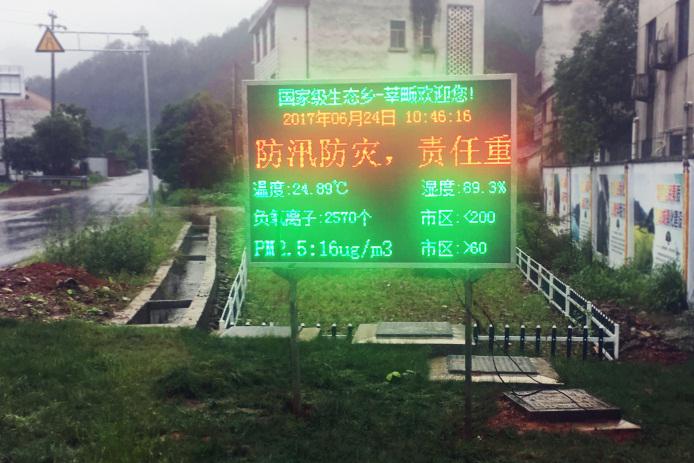 国家级生态乡-莘畈欢迎您!
2017年06月24日 10:46:16
防汛防灾，责任重
温度:24.89℃ 湿度:89.3%
负氧离子:2570个 市区:<200
PM2.5:16ug/m3 市区:>60